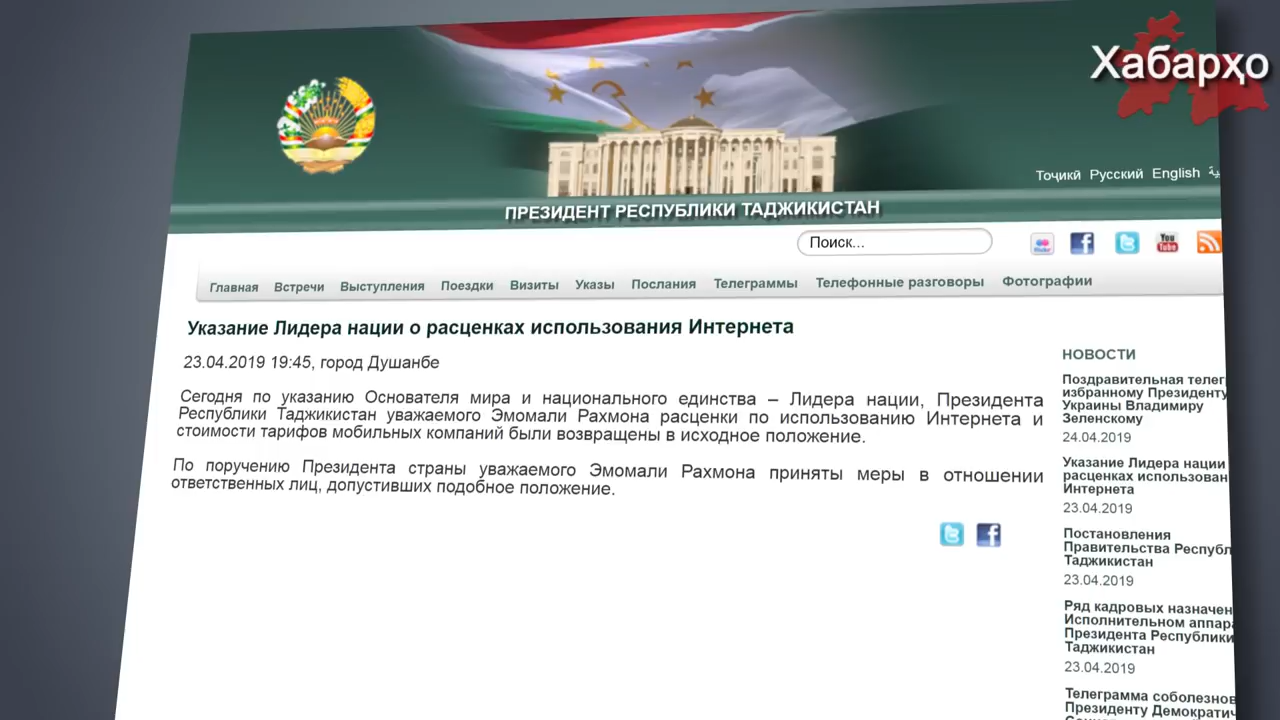 Хабарҳо
Тоҷикӣ Русский English
ПРЕЗИДЕНТ РЕСПУБЛИКИ ТАДЖИКИСТАН
Поиск...
flickr
You Tube
Главная Встречи Выступления Поездки Визиты Указы Послания Телеграммы Телефонные разговоры Фотографии
Указание Лидера нации о расценках использования Интернета
23.04.2019 19:45, город Душанбе
Сегодня по указанию Основателя мира и национального единства – Лидера нации, Президента
Республики Таджикистан уважаемого Эмомали Рахмона расценки по использованию Интернета и
стоимости тарифов мобильных компаний были возвращены в исходное положение.
По поручению Президента страны уважаемого Эмомали Рахмона приняты меры в отношении
ответственных лиц, допустивших подобное положение.
НОВОСТИ
Поздравительная телег
избранному Президенту
Украины Владимиру
Зеленскому
24.04.2019
Указание Лидера нации
расценках использован
Интернета
23.04.2019
Постановления
Правительства Республ
Таджикистан
23.04.2019
Ряд кадровых назначен
Исполнительном аппара
Президента Республики
Таджикистан
23.04.2019
Телеграмма соболезнов
Президенту Демократич